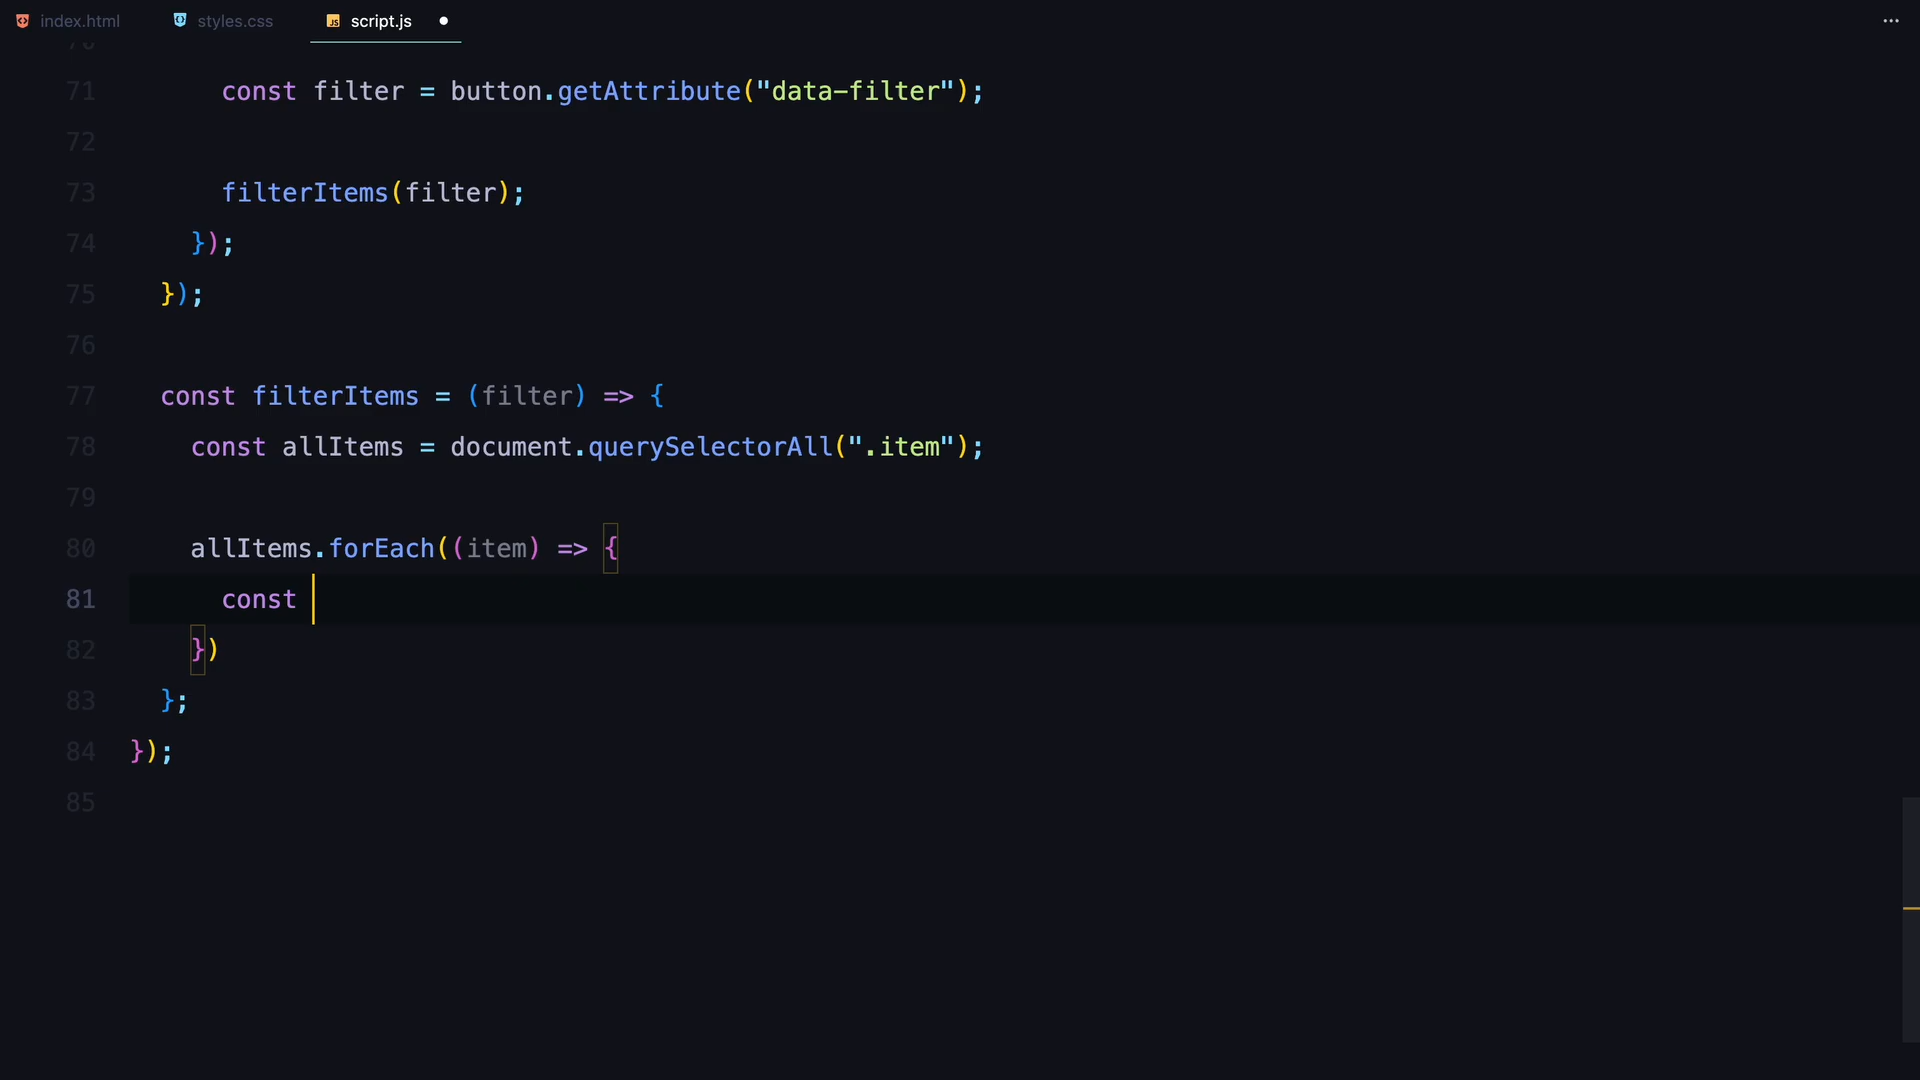 index.html styles.css script.js
71 const filter = button.getAttribute("data-filter");
72
73 filterItems(filter);
74 });
75 });
76
77 const filterItems = (filter) => {
78 const allItems = document.querySelectorAll(".item");
79
80 allItems.forEach((item) => {
81 const
82 })
83 };
84 });
85